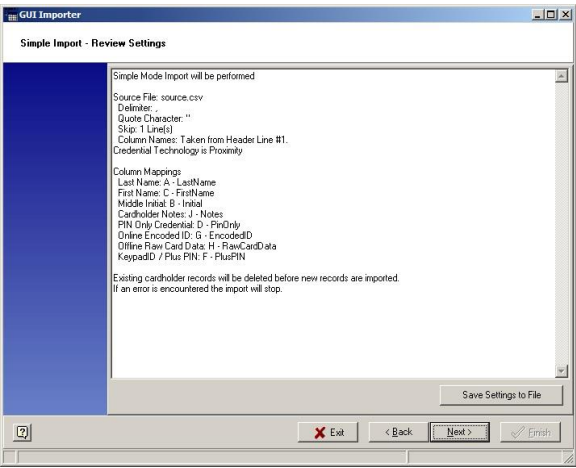 GUI Importer
Simple Import - Review Settings
Simple Mode Import will be performed
Source File: source.csv
Delimiter: ,
Quote Character: "
Skip: 1 Line(s)
Column Names: Taken from Header Line #1.
Credential Technology is Proximity
Column Mappings
Last Name: A - LastName
First Name: C - FirstName
Middle Initial: B - Initial
Cardholder Notes: J - Notes
PIN Only Credential: D - PinOnly
Online Encoded ID: G - EncodedID
Offline Raw Card Data: H - RawCardData
KeypadID / Plus PIN: F - PlusPIN
Existing cardholder records will be deleted before new records are imported.
If an error is encountered the import will stop.
Save Settings to File
? Exit < Back Next > Finish